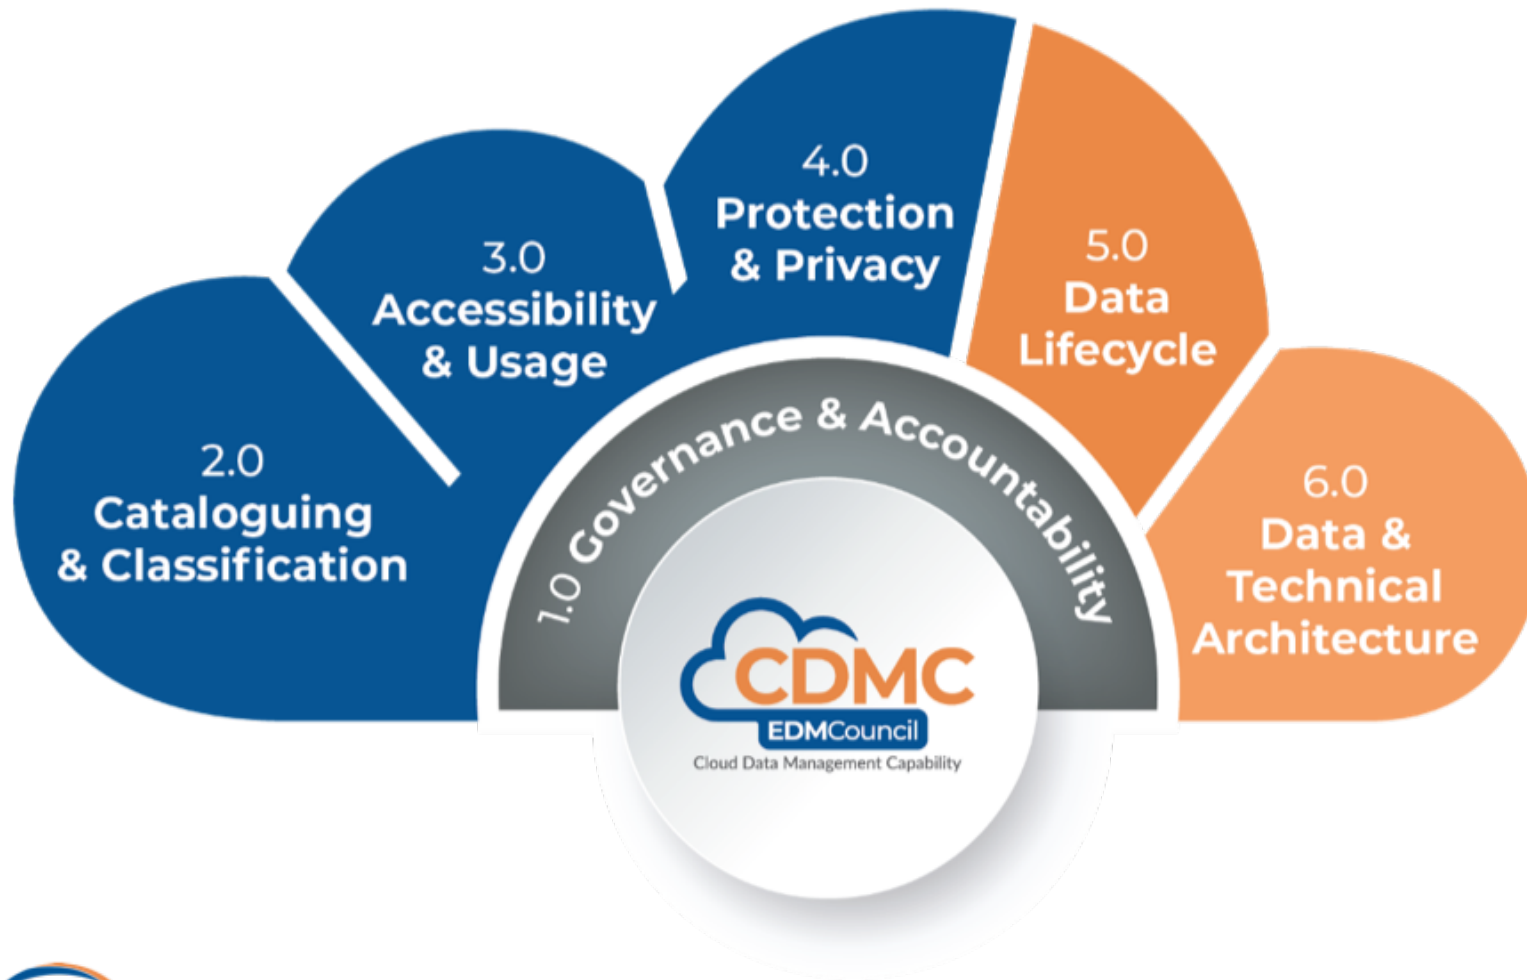 4.0
Protection
& Privacy
5.0
Data
Lifecycle
3.0
Accessibility
& Usage
2.0
Cataloguing
& Classification
6.0
Data &
Technical
Architecture
1.0 Governance & Accountability
CDMC
EDMCouncil
Cloud Data Management Capability